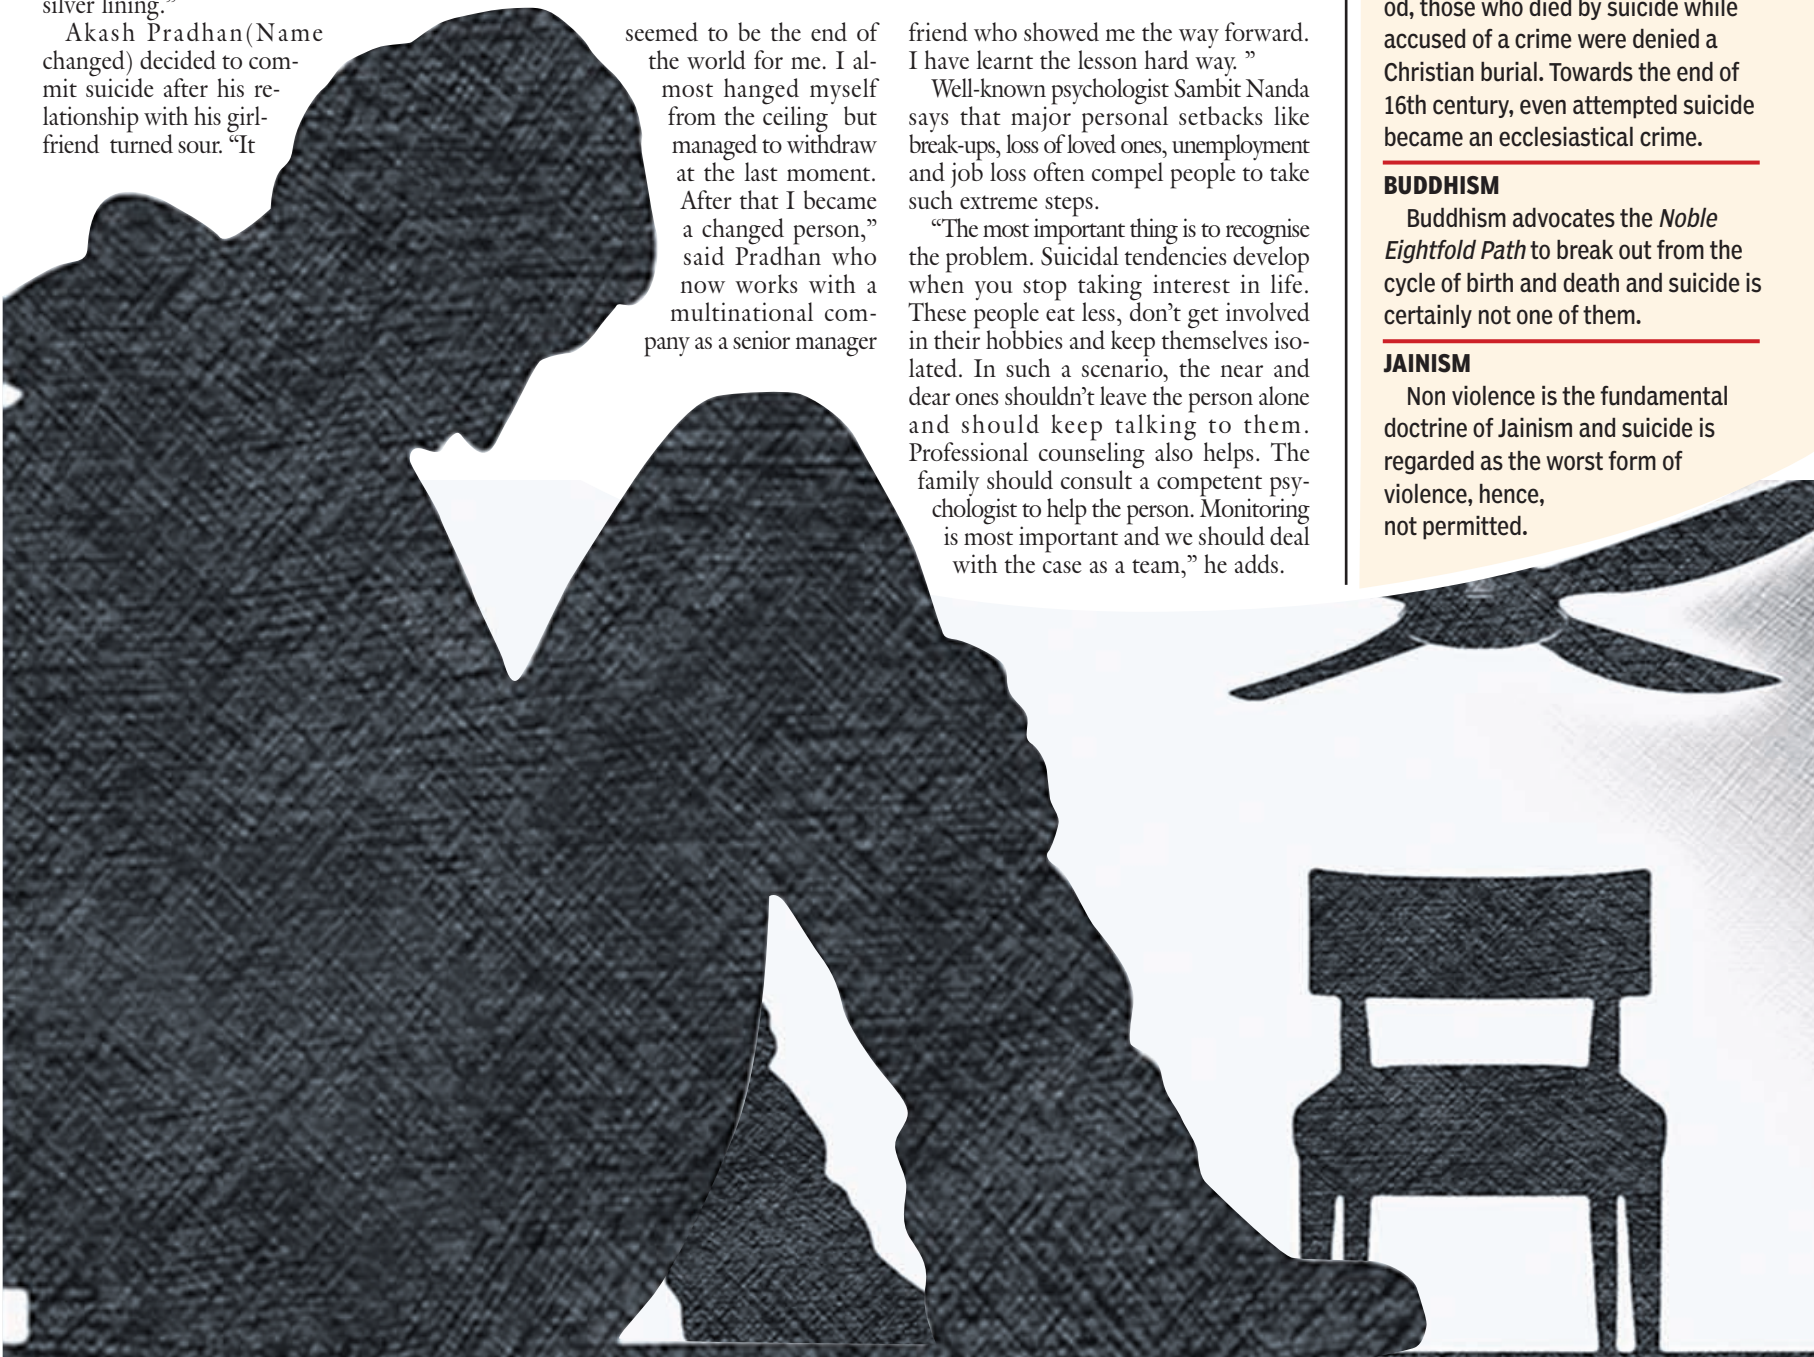 silver lining.”
Akash Pradhan(Name
changed) decided to com-
mit suicide after his re-
lationship with his girl-
friend turned sour. “It
seemed to be the end of
the world for me. I al-
most hanged myself
from the ceiling but
managed to withdraw
at the last moment.
After that I became
a changed person,”
said Pradhan who
now works with a
multinational com-
pany as a senior manager
friend who showed me the way forward.
I have learnt the lesson hard way. ”
Well-known psychologist Sambit Nanda
says that major personal setbacks like
break-ups, loss of loved ones, unemployment
and job loss often compel people to take
such extreme steps.
“The most important thing is to recognise
the problem. Suicidal tendencies develop
when you stop taking interest in life.
These people eat less, don’t get involved
in their hobbies and keep themselves iso-
lated. In such a scenario, the near and
dear ones shouldn’t leave the person alone
and should keep talking to them.
Professional counseling also helps. The
family should consult a competent psy-
chologist to help the person. Monitoring
is most important and we should deal
with the case as a team,” he adds.
od, those who died by suicide while
accused of a crime were denied a
Christian burial. Towards the end of
16th century, even attempted suicide
became an ecclesiastical crime.
BUDDHISM
Buddhism advocates the Noble
Eightfold Path to break out from the
cycle of birth and death and suicide is
certainly not one of them.
JAINISM
Non violence is the fundamental
doctrine of Jainism and suicide is
regarded as the worst form of
violence, hence,
not permitted.